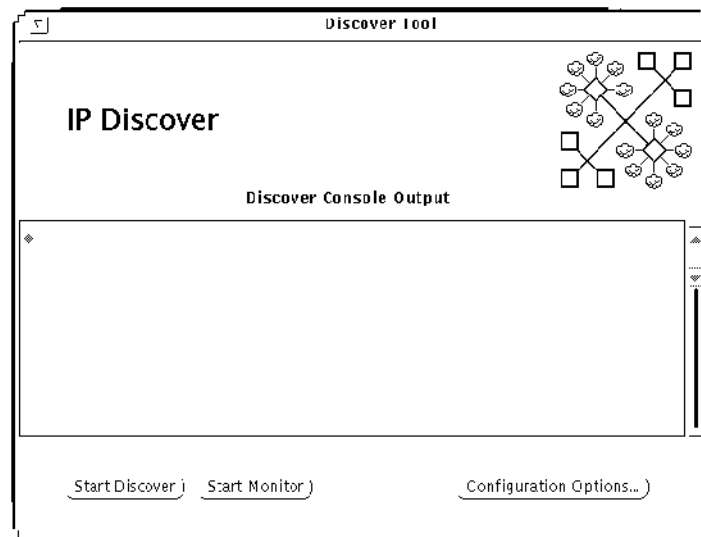 Discover Tool
IP Discover
Discover Console Output
Start Discover
Start Monitor
Configuration Options...